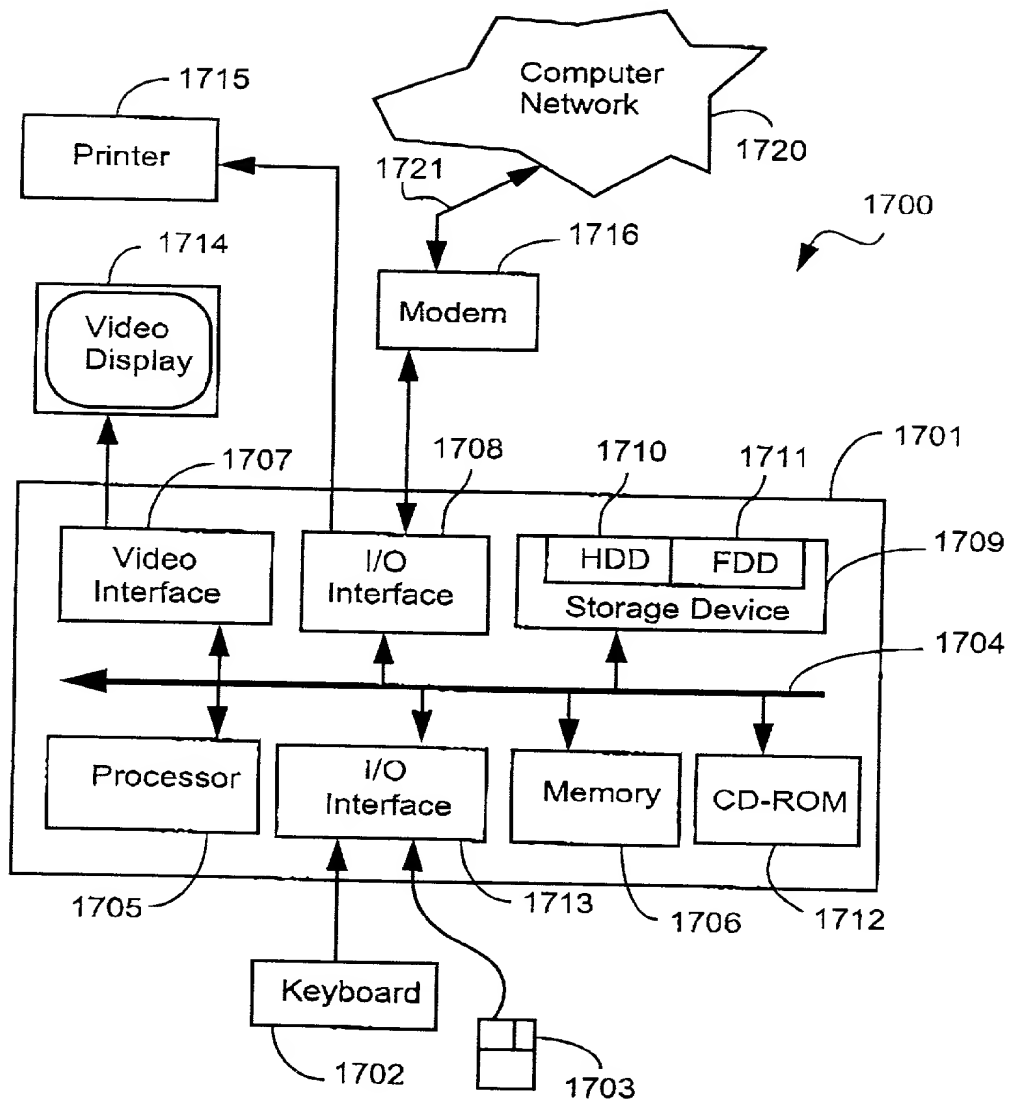 Computer
Network
1715
Printer
1720
1721
1700
1716
1714
Modem
Video
Display
1701
1707
1708
1710
1711
1709
Video
Interface
I/O
Interface
HDD
FDD
Storage Device
1704
Processor
I/O
Interface
Memory
CD-ROM
1705
1713
1706
1712
Keyboard
1702
1703